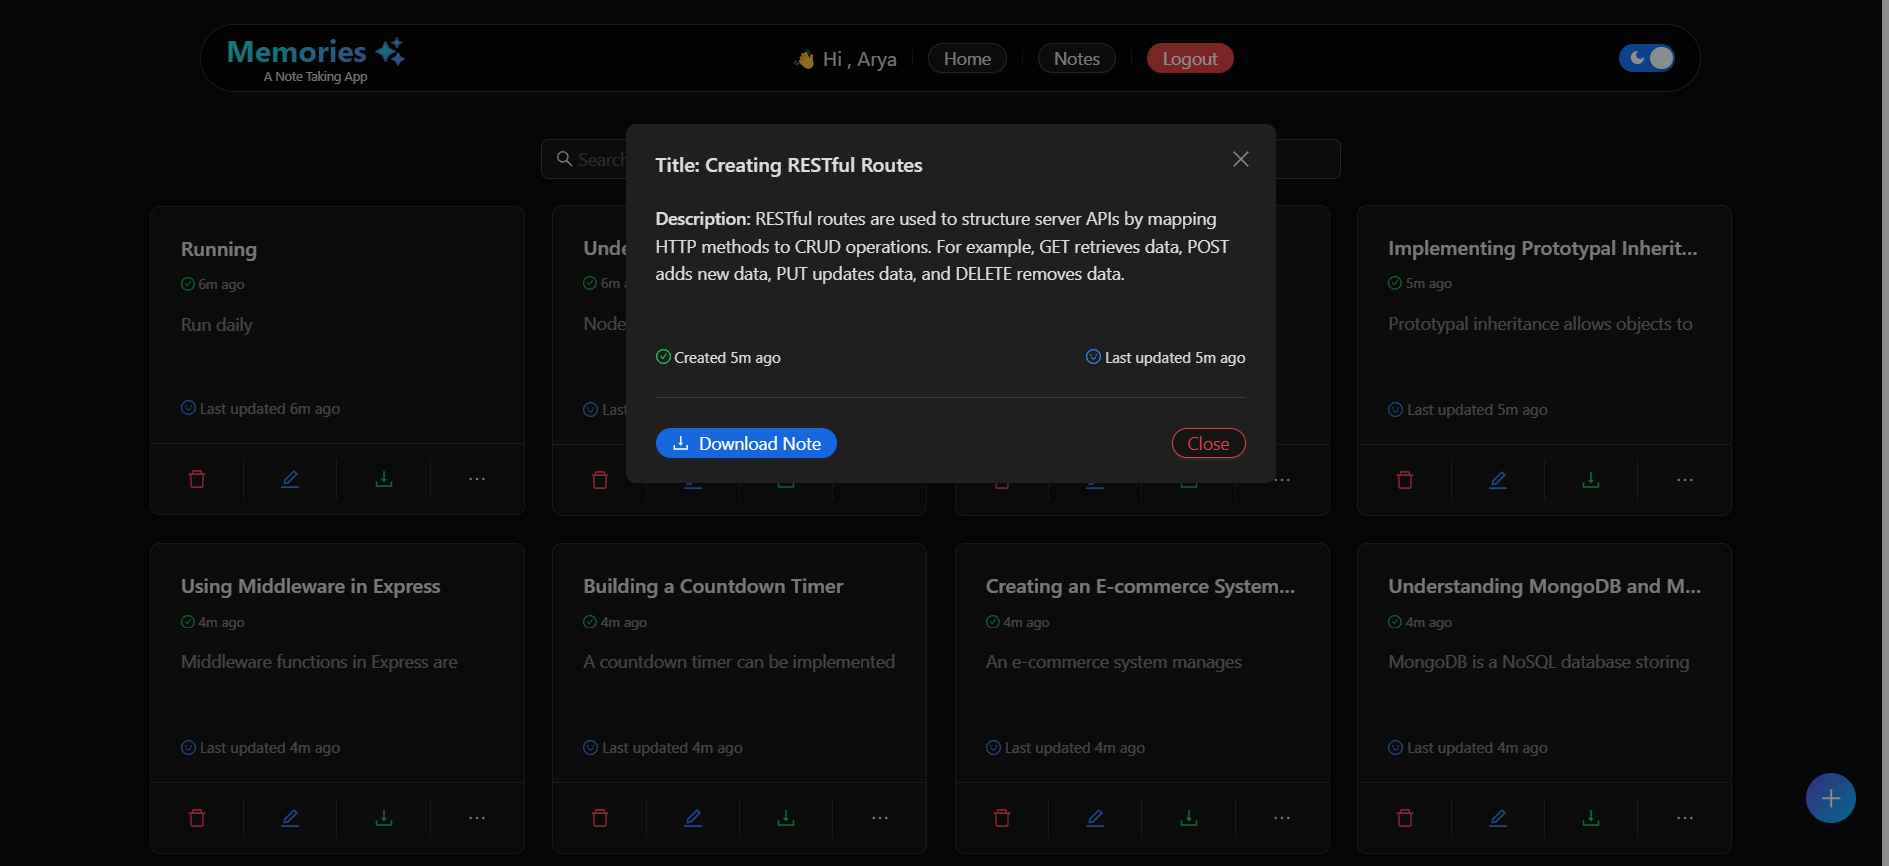 Memories
A Note Taking App
Hi , Arya
Home
Notes
Logout
Search
Title: Creating RESTful Routes
Description: RESTful routes are used to structure server APIs by mapping
HTTP methods to CRUD operations. For example, GET retrieves data, POST
adds new data, PUT updates data, and DELETE removes data.
Created 5m ago
Last updated 5m ago
Download Note
Close
Running
6m ago
Run daily
Last updated 6m ago
6m
Node
Implementing Prototypal Inherit...
5m ago
Prototypal inheritance allows objects to
Last updated 5m ago
Using Middleware in Express
4m ago
Middleware functions in Express are
Last updated 4m ago
Building a Countdown Timer
4m ago
A countdown timer can be implemented
Last updated 4m ago
Creating an E-commerce System...
4m ago
An e-commerce system manages
Last updated 4m ago
Understanding MongoDB and M...
4m ago
MongoDB is a NoSQL database storing
Last updated 4m ago